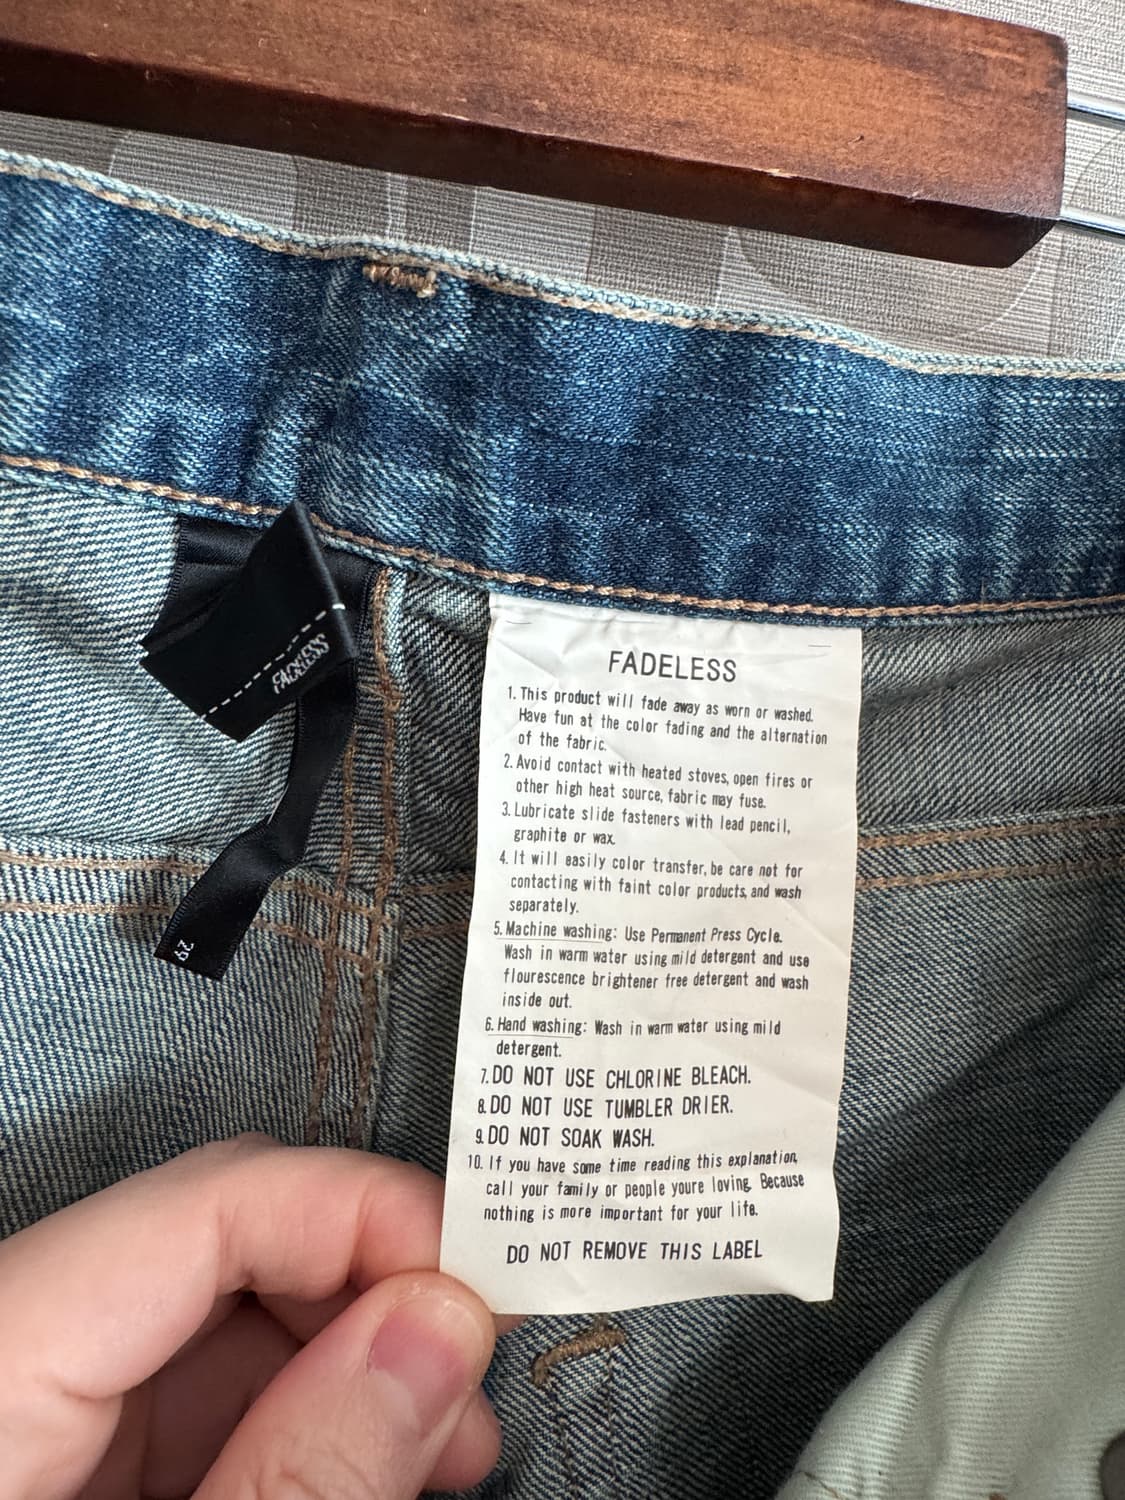 FADELESS
29
FADELESS
1. This product will fade away as worn or washed.
Have fun at the color fading and the alternation
of the fabric.
2. Avoid contact with heated stoves, open fires or
other high heat source, fabric may fuse.
3. Lubricate slide fasteners with lead pencil,
graphite or wax.
4. It will easily color transfer, be care not for
contacting with faint color products, and wash
separately.
5. Machine washing: Use Permanent Press Cycle.
Wash in warm water using mild detergent and use
flourescence brightener free detergent and wash
inside out.
6. Hand washing: Wash in warm water using mild
detergent.
7. DO NOT USE CHLORINE BLEACH.
8. DO NOT USE TUMBLER DRIER.
9. DO NOT SOAK WASH.
10. If you have some time reading this explanation,
call your family or people youre loving. Because
nothing is more important for your life.
DO NOT REMOVE THIS LABEL